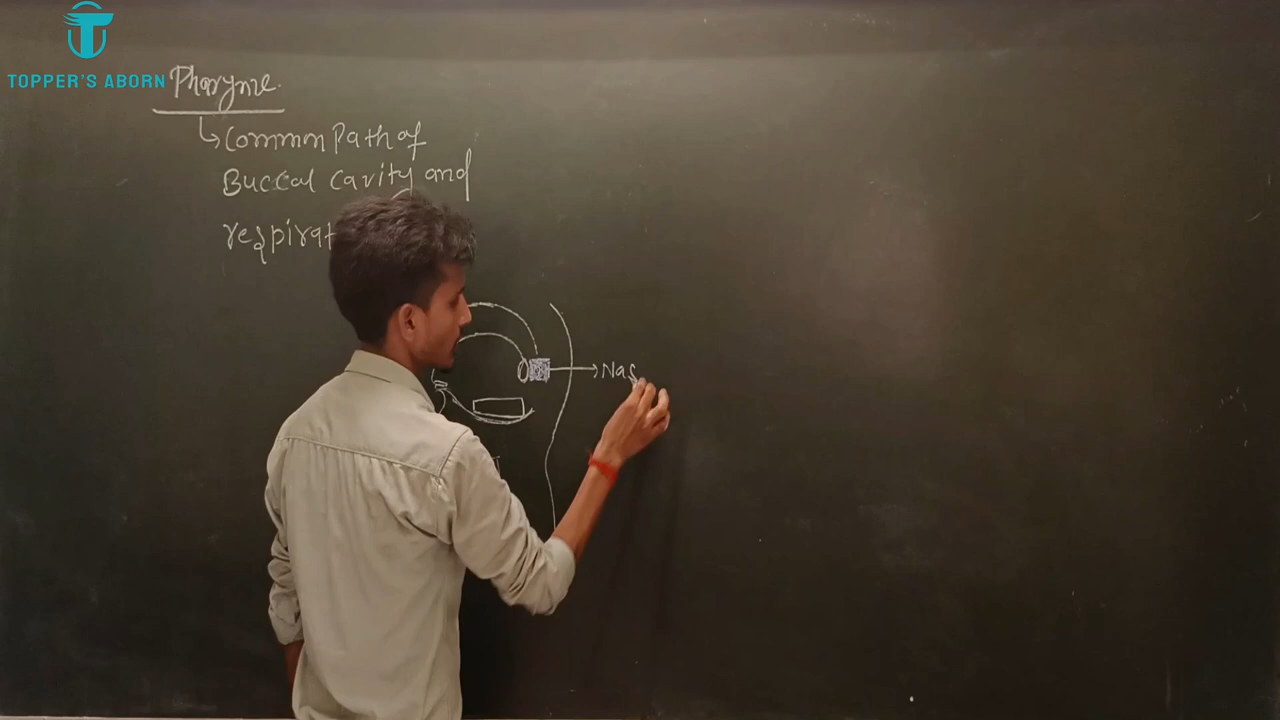 TOPPER'S ABORN
Pharynx.
Common Path of
Buccal cavity and
respirat
Nas